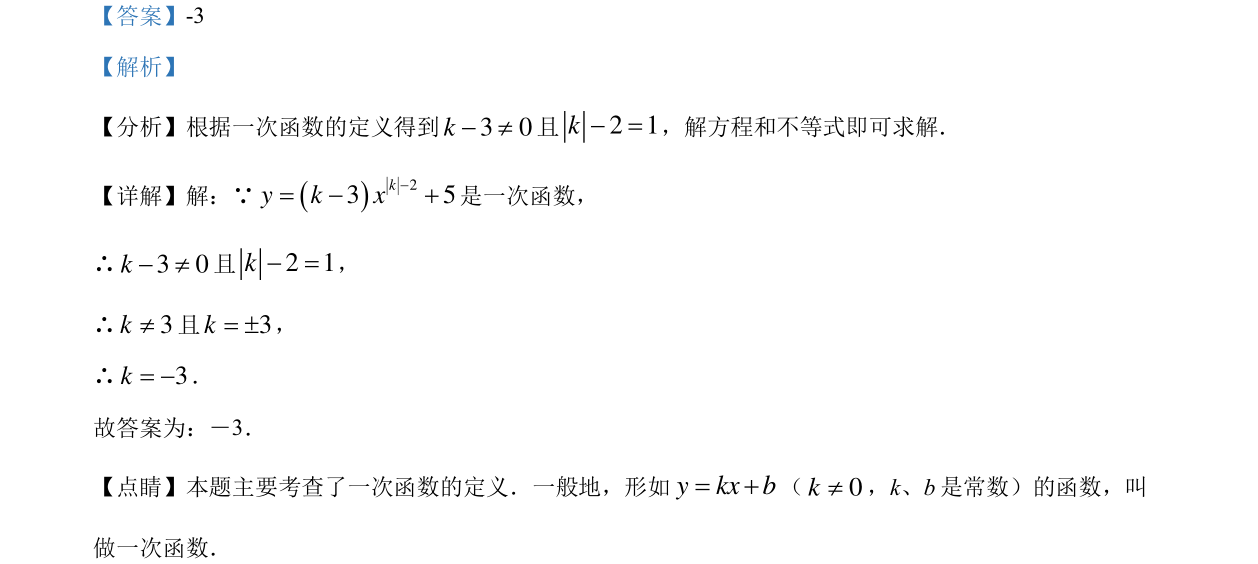 【答案】-3
【解析】
【分析】根据一次函数的定义得到 k－3≠0 且 |k|－2＝1，解方程和不等式即可求解．
【详解】解：∵ y＝(k－3)x^{|k|－2}＋5 是一次函数，
∴ k－3≠0 且 |k|－2＝1，
∴ k≠3 且 k＝±3，
∴ k＝－3．
故答案为：－3．
【点睛】本题主要考查了一次函数的定义．一般地，形如 y＝kx＋b（k≠0，k、b 是常数）的函数，叫
做一次函数．